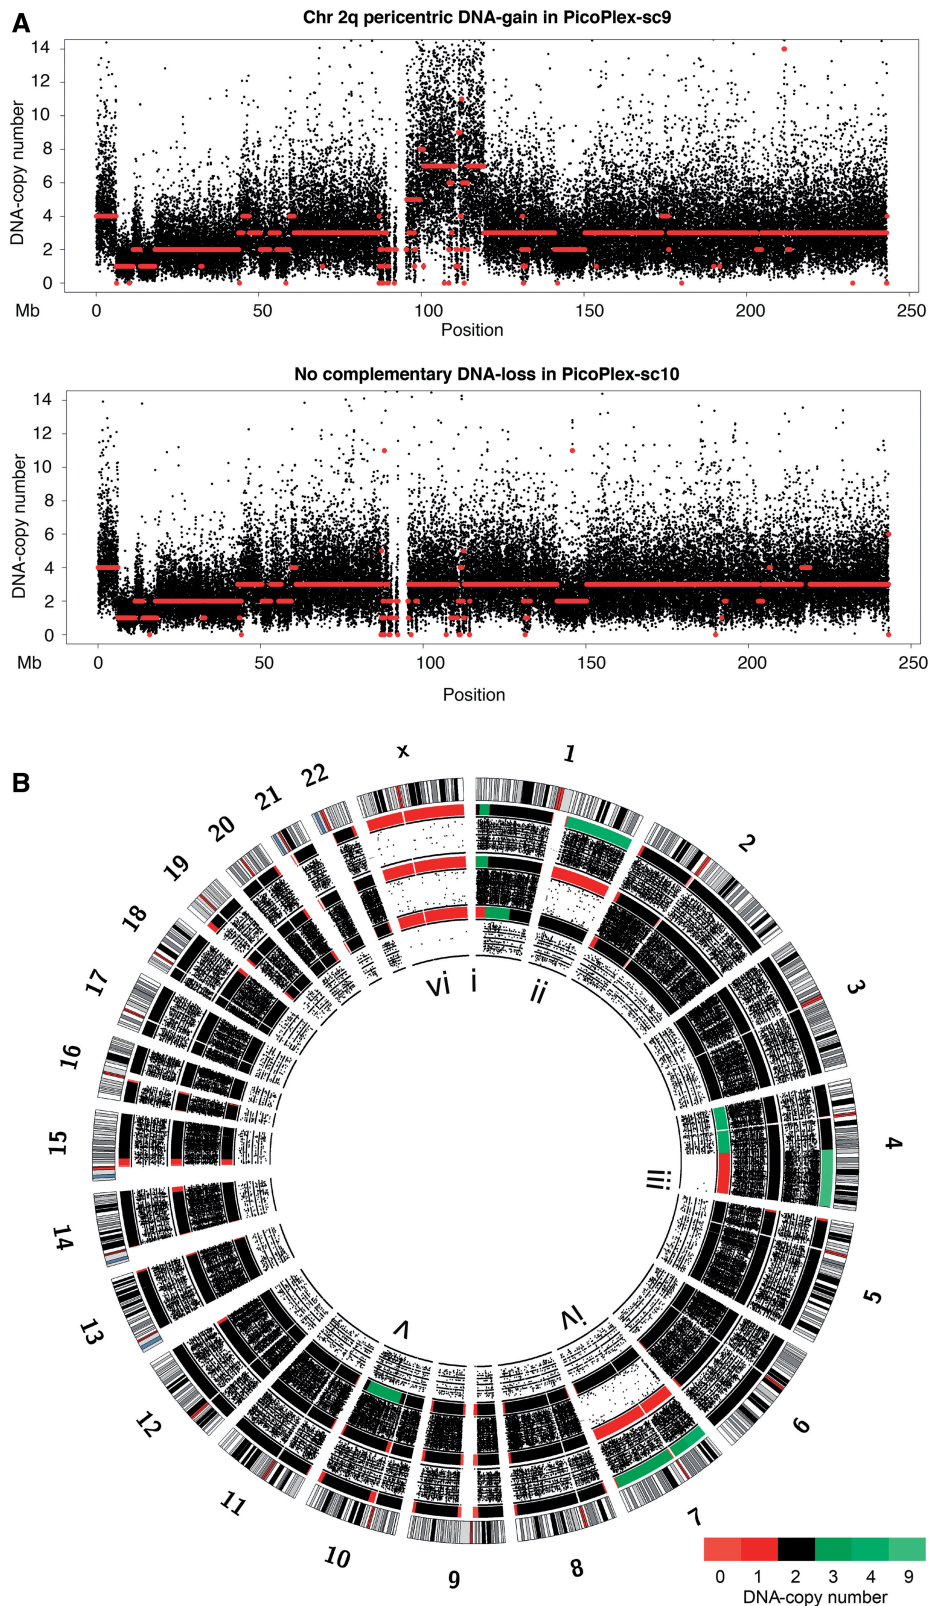 A
Chr 2q pericentric DNA-gain in PicoPlex-sc9
14
12
10
8
6
4
2
0
DNA-copy number
Mb
0 50 100 150 200 250
Position
No complementary DNA-loss in PicoPlex-sc10
14
12
10
8
6
4
2
0
DNA-copy number
Mb
0 50 100 150 200 250
Position
B
x
1
2
3
4
5
6
7
8
9
10
11
12
13
14
15
16
17
18
19
20
21
22
i
ii
iii
iv
v
vi
0 1 2 3 4 9
DNA-copy number